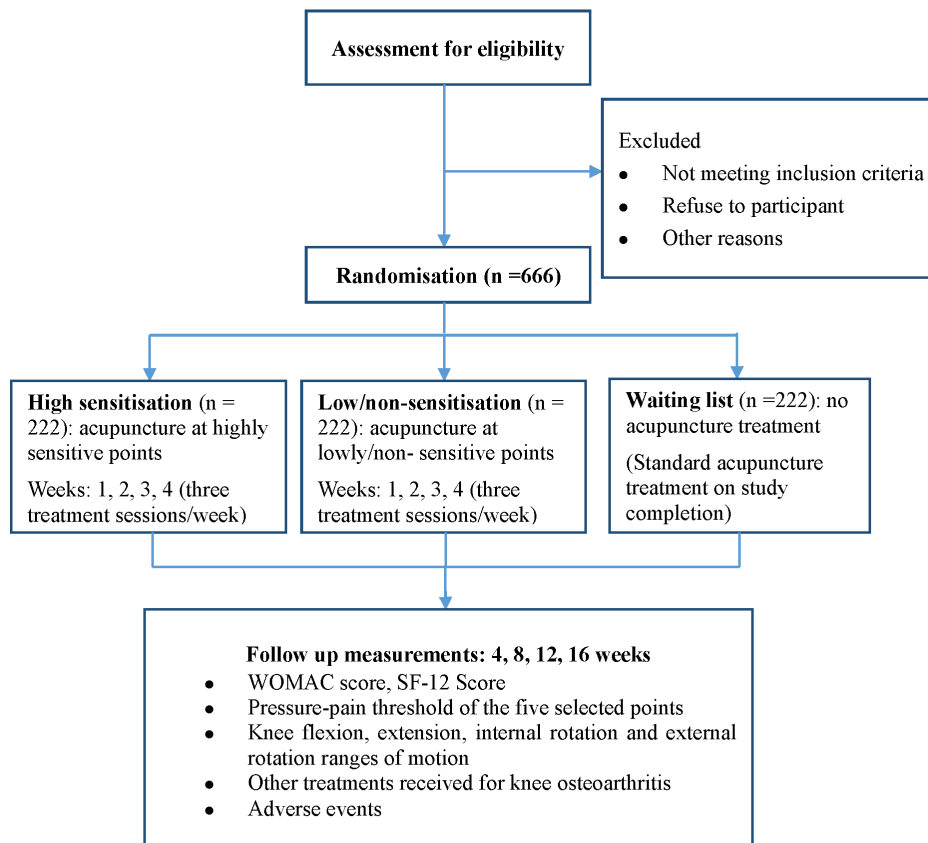 Assessment for eligibility
Excluded
● Not meeting inclusion criteria
● Refuse to participant
● Other reasons
Randomisation (n =666)
High sensitisation (n =
222): acupuncture at highly
sensitive points
Weeks: 1, 2, 3, 4 (three
treatment sessions/week)
Low/non-sensitisation (n =
222): acupuncture at
lowly/non- sensitive points
Weeks: 1, 2, 3, 4 (three
treatment sessions/week)
Waiting list (n =222): no
acupuncture treatment
(Standard acupuncture
treatment on study
completion)
Follow up measurements: 4, 8, 12, 16 weeks
● WOMAC score, SF-12 Score
● Pressure-pain threshold of the five selected points
● Knee flexion, extension, internal rotation and external
rotation ranges of motion
● Other treatments received for knee osteoarthritis
● Adverse events